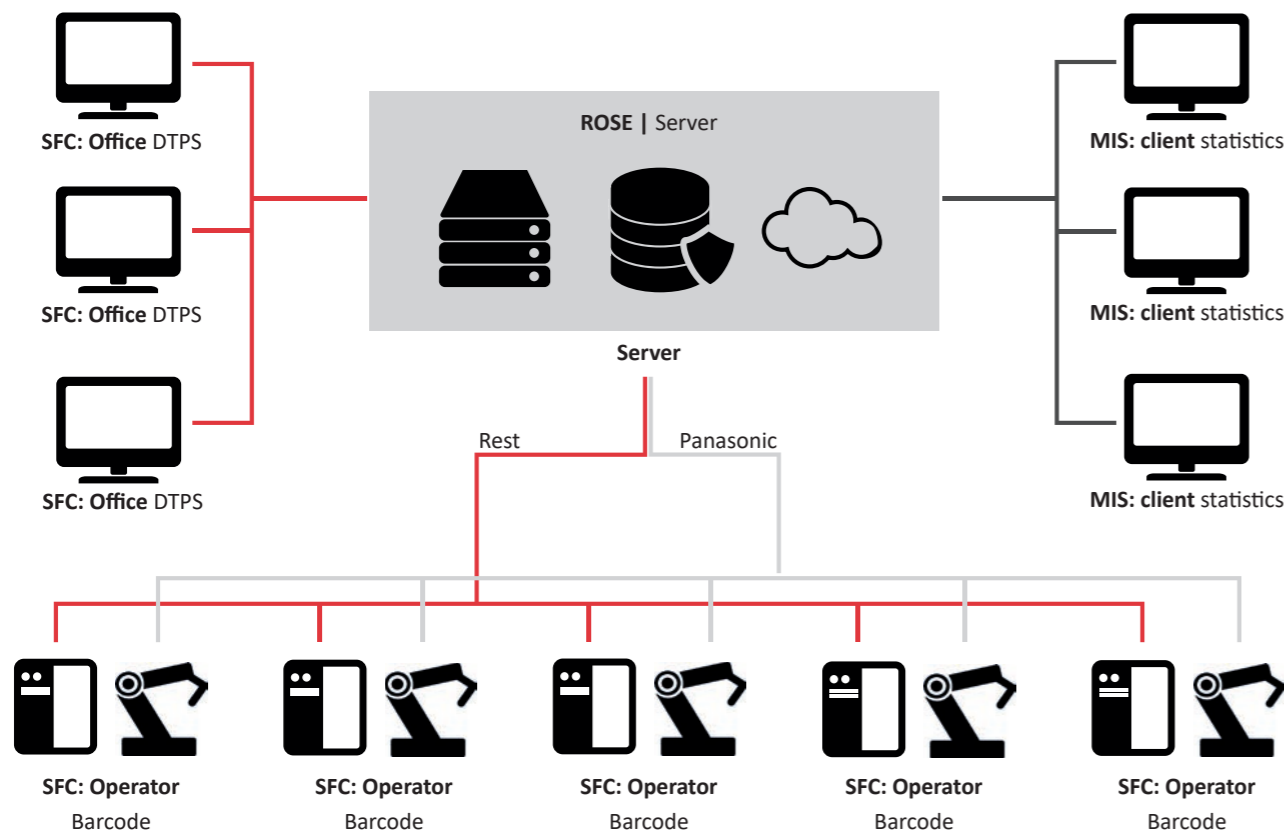 ROSE | Server
SFC: Office DTPS
MIS: client statistics
SFC: Office DTPS
MIS: client statistics
Server
Rest
Panasonic
SFC: Office DTPS
MIS: client statistics
SFC: Operator
Barcode
SFC: Operator
Barcode
SFC: Operator
Barcode
SFC: Operator
Barcode
SFC: Operator
Barcode